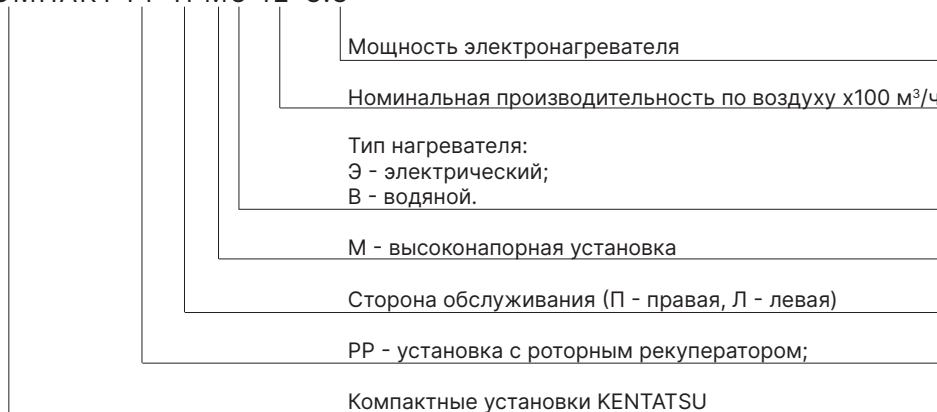 Мощность электронагревателя
Номинальная производительность по воздуху х100 м³/ч
Тип нагревателя:
Э - электрический;
В - водяной.
М - высоконапорная установка
Сторона обслуживания (П - правая, Л - левая)
РР - установка с роторным рекуператором;
Компактные установки KENTATSU